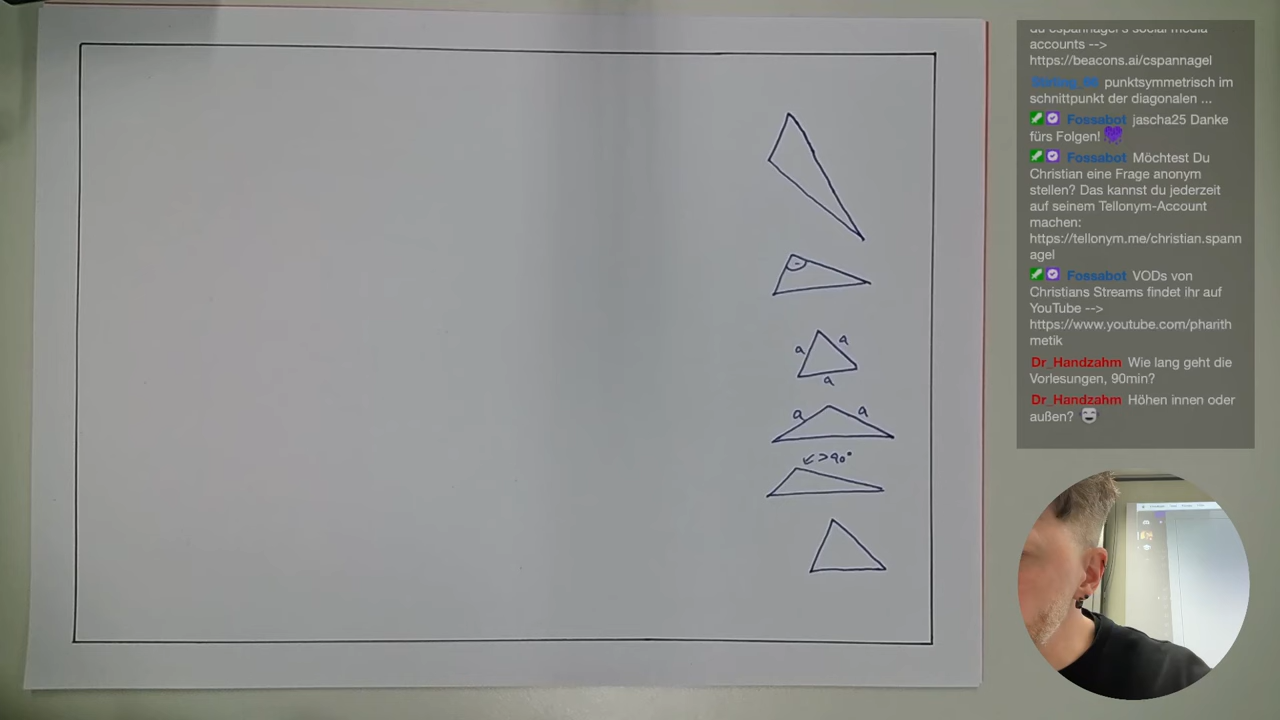 a
a
a
a
a
∢>90°
du cspannagel's social media
accounts -->
https://beacons.ai/cspannagel
punktsymmetrisch im
schnittpunkt der diagonalen ...
Fossabot jascha25 Danke
fürs Folgen!
Fossabot Möchtest Du
Christian eine Frage anonym
stellen? Das kannst du jederzeit
auf seinem Tellonym-Account
machen:
https://tellonym.me/christian.spann
agel
Fossabot VODs von
Christians Streams findet ihr auf
YouTube -->
https://www.youtube.com/pharith
metik
Dr_Handzahm Wie lang geht die
Vorlesungen, 90min?
Dr_Handzahm Höhen innen oder
außen?